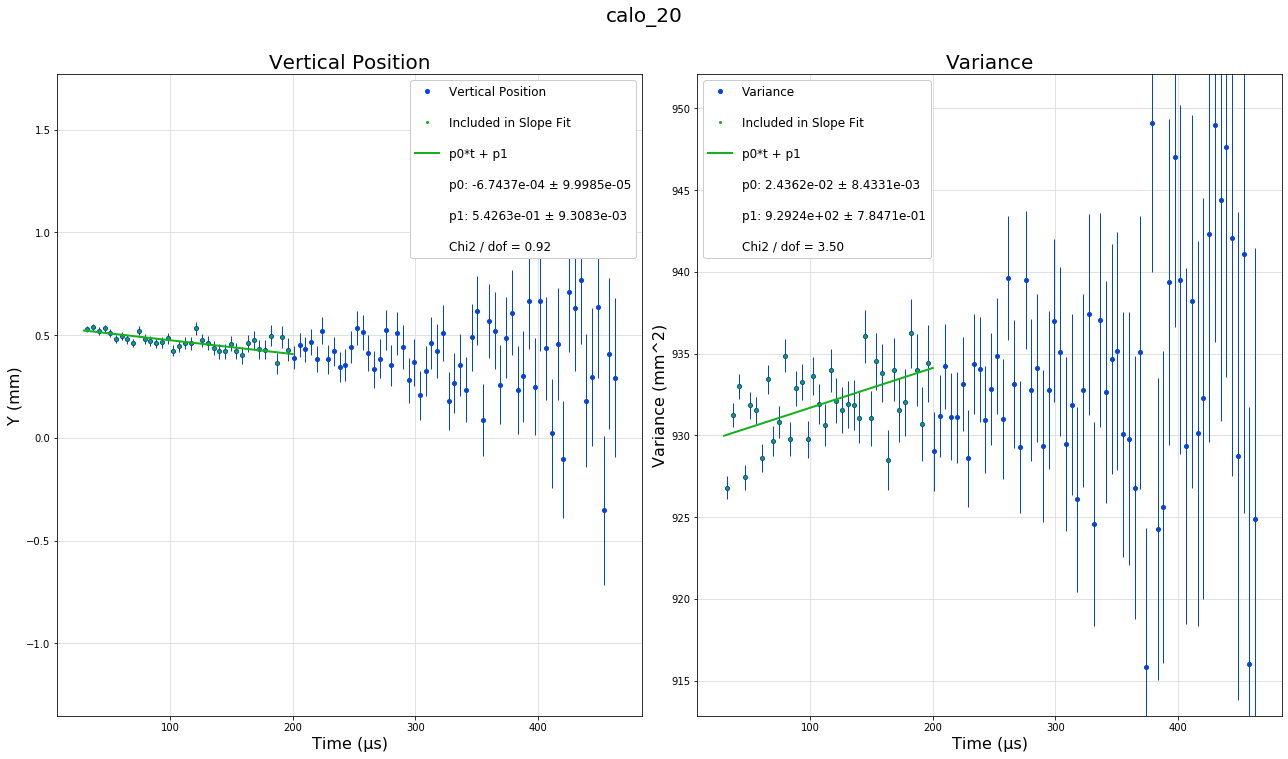 calo_20
Vertical Position
Vertical Position
Included in Slope Fit
p0*t + p1
p0: -6.7437e-04 ± 9.9985e-05
p1: 5.4263e-01 ± 9.3083e-03
Chi2 / dof = 0.92
1.5
1.0
0.5
0.0
−0.5
−1.0
Y (mm)
100
200
300
400
Time (μs)
Variance
Variance
Included in Slope Fit
p0*t + p1
p0: 2.4362e-02 ± 8.4331e-03
p1: 9.2924e+02 ± 7.8471e-01
Chi2 / dof = 3.50
950
945
940
935
930
925
920
915
Variance (mm^2)
100
200
300
400
Time (μs)